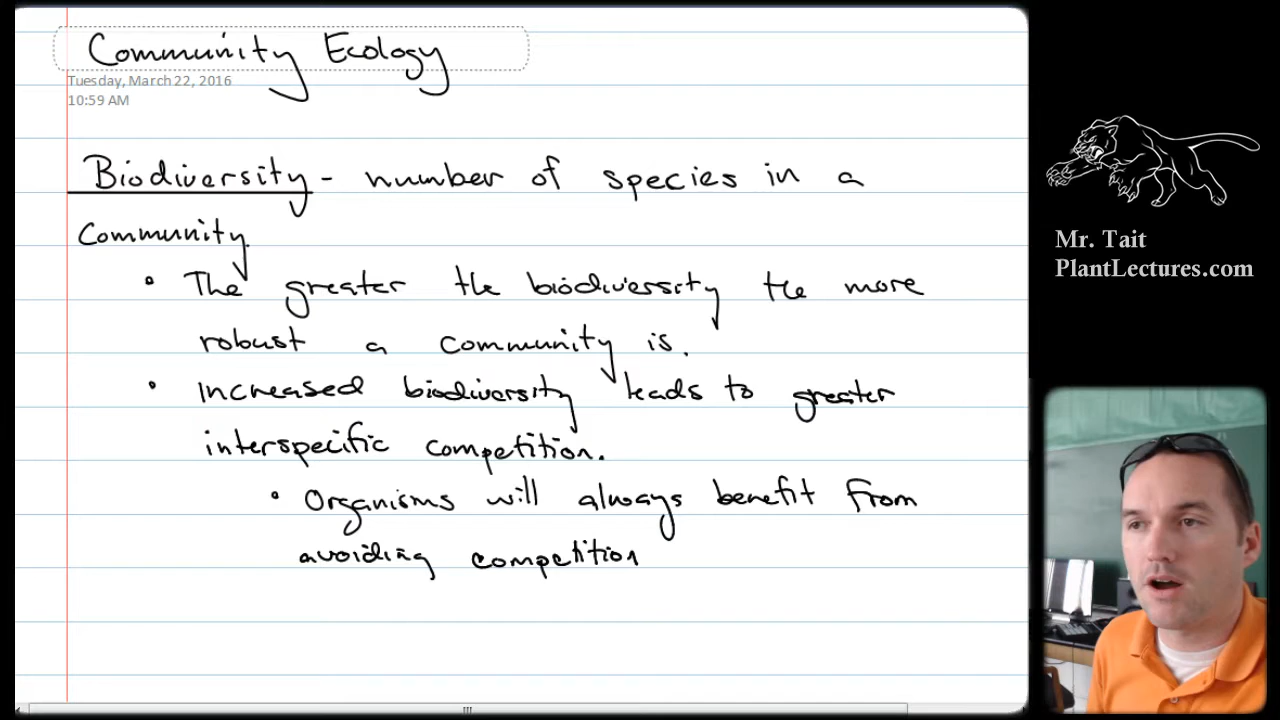 Community Ecology
Tuesday, March 22, 2016
10:59 AM
Biodiversity - number of species in a
Community
• The greater the biodiversity the more
robust a community is.
• Increased biodiversity leads to greater
interspecific competition.
• Organisms will always benefit from
avoiding competition
Mr. Tait
PlantLectures.com